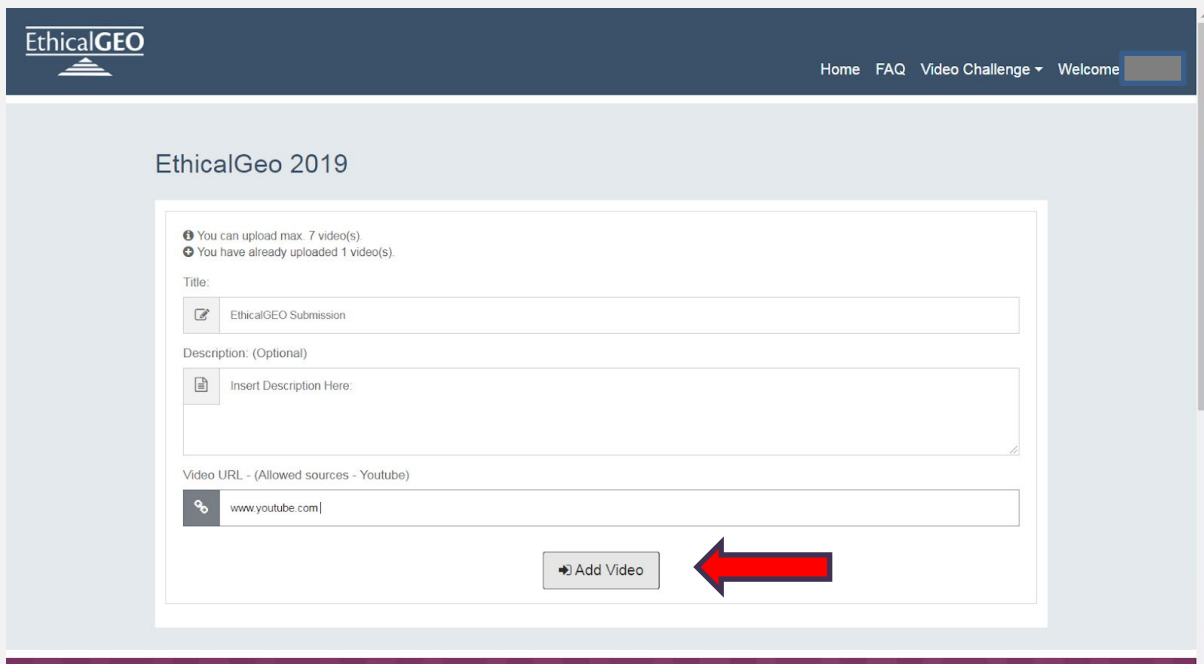 EthicalGEO
Home FAQ Video Challenge Welcome
EthicalGeo 2019
You can upload max. 7 video(s).
You have already uploaded 1 video(s).
Title:
EthicalGEO Submission
Description: (Optional)
Insert Description Here:
Video URL - (Allowed sources - Youtube)
www.youtube.com
Add Video